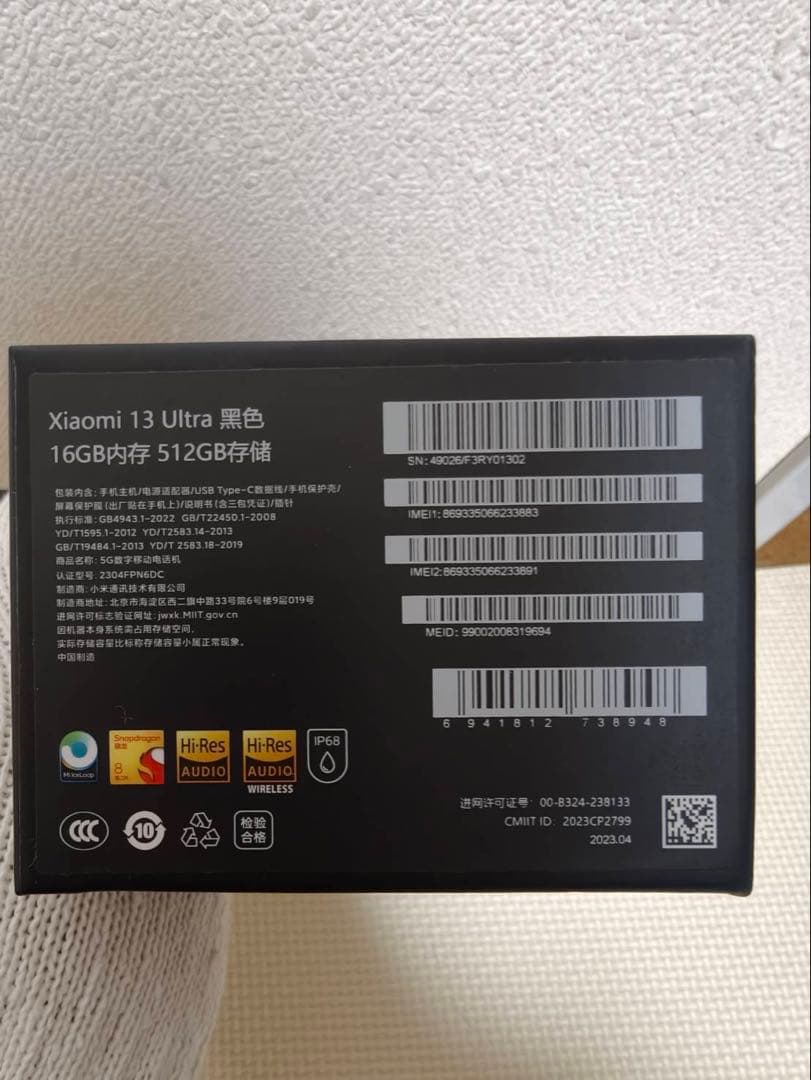 Xiaomi 13 Ultra 黑色
16GB内存 512GB存储
包装内含：手机主机/电源适配器/USB Type-C数据线/手机保护壳/
屏幕保护膜（出厂贴在手机上）/说明书（含三包凭证）/插针
执行标准：GB4943.1-2022 GB/T22450.1-2008
YD/T1595.1-2012 YD/T2583.14-2013
GB/T19484.1-2013 YD/T 2583.18-2019
商品名称：5G数字移动电话机
认证型号：2304FPN6DC
制造商：小米通讯技术有限公司
制造商地址：北京市海淀区西二旗中路33号院6号楼9层019号
进网许可标志验证网址：jwxk.MIIT.gov.cn
因机器本身系统需占用存储空间，
实际存储容量比标称存储容量小属正常现象。
中国制造
SN: 49026/F3RY01302
IMEI1: 869335066233883
IMEI2: 869335066233891
MEID: 99002008319694
6 941812 738948
Snapdragon
骁龙
8
Hi-Res
AUDIO
Hi-Res
AUDIO
WIRELESS
IP68
CCC
10
检验
合格
进网许可证号：00-B324-238133
CMIIT ID: 2023CP2799
2023.04